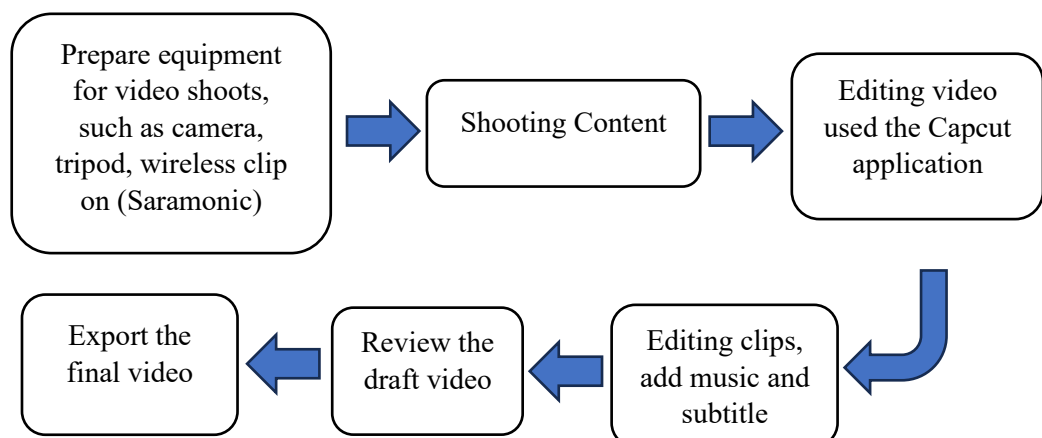 Prepare equipment
for video shoots,
such as camera,
tripod, wireless clip
on (Saramonic)
Shooting Content
Editing video
used the Capcut
application
Editing clips,
add music and
subtitle
Review the
draft video
Export the
final video